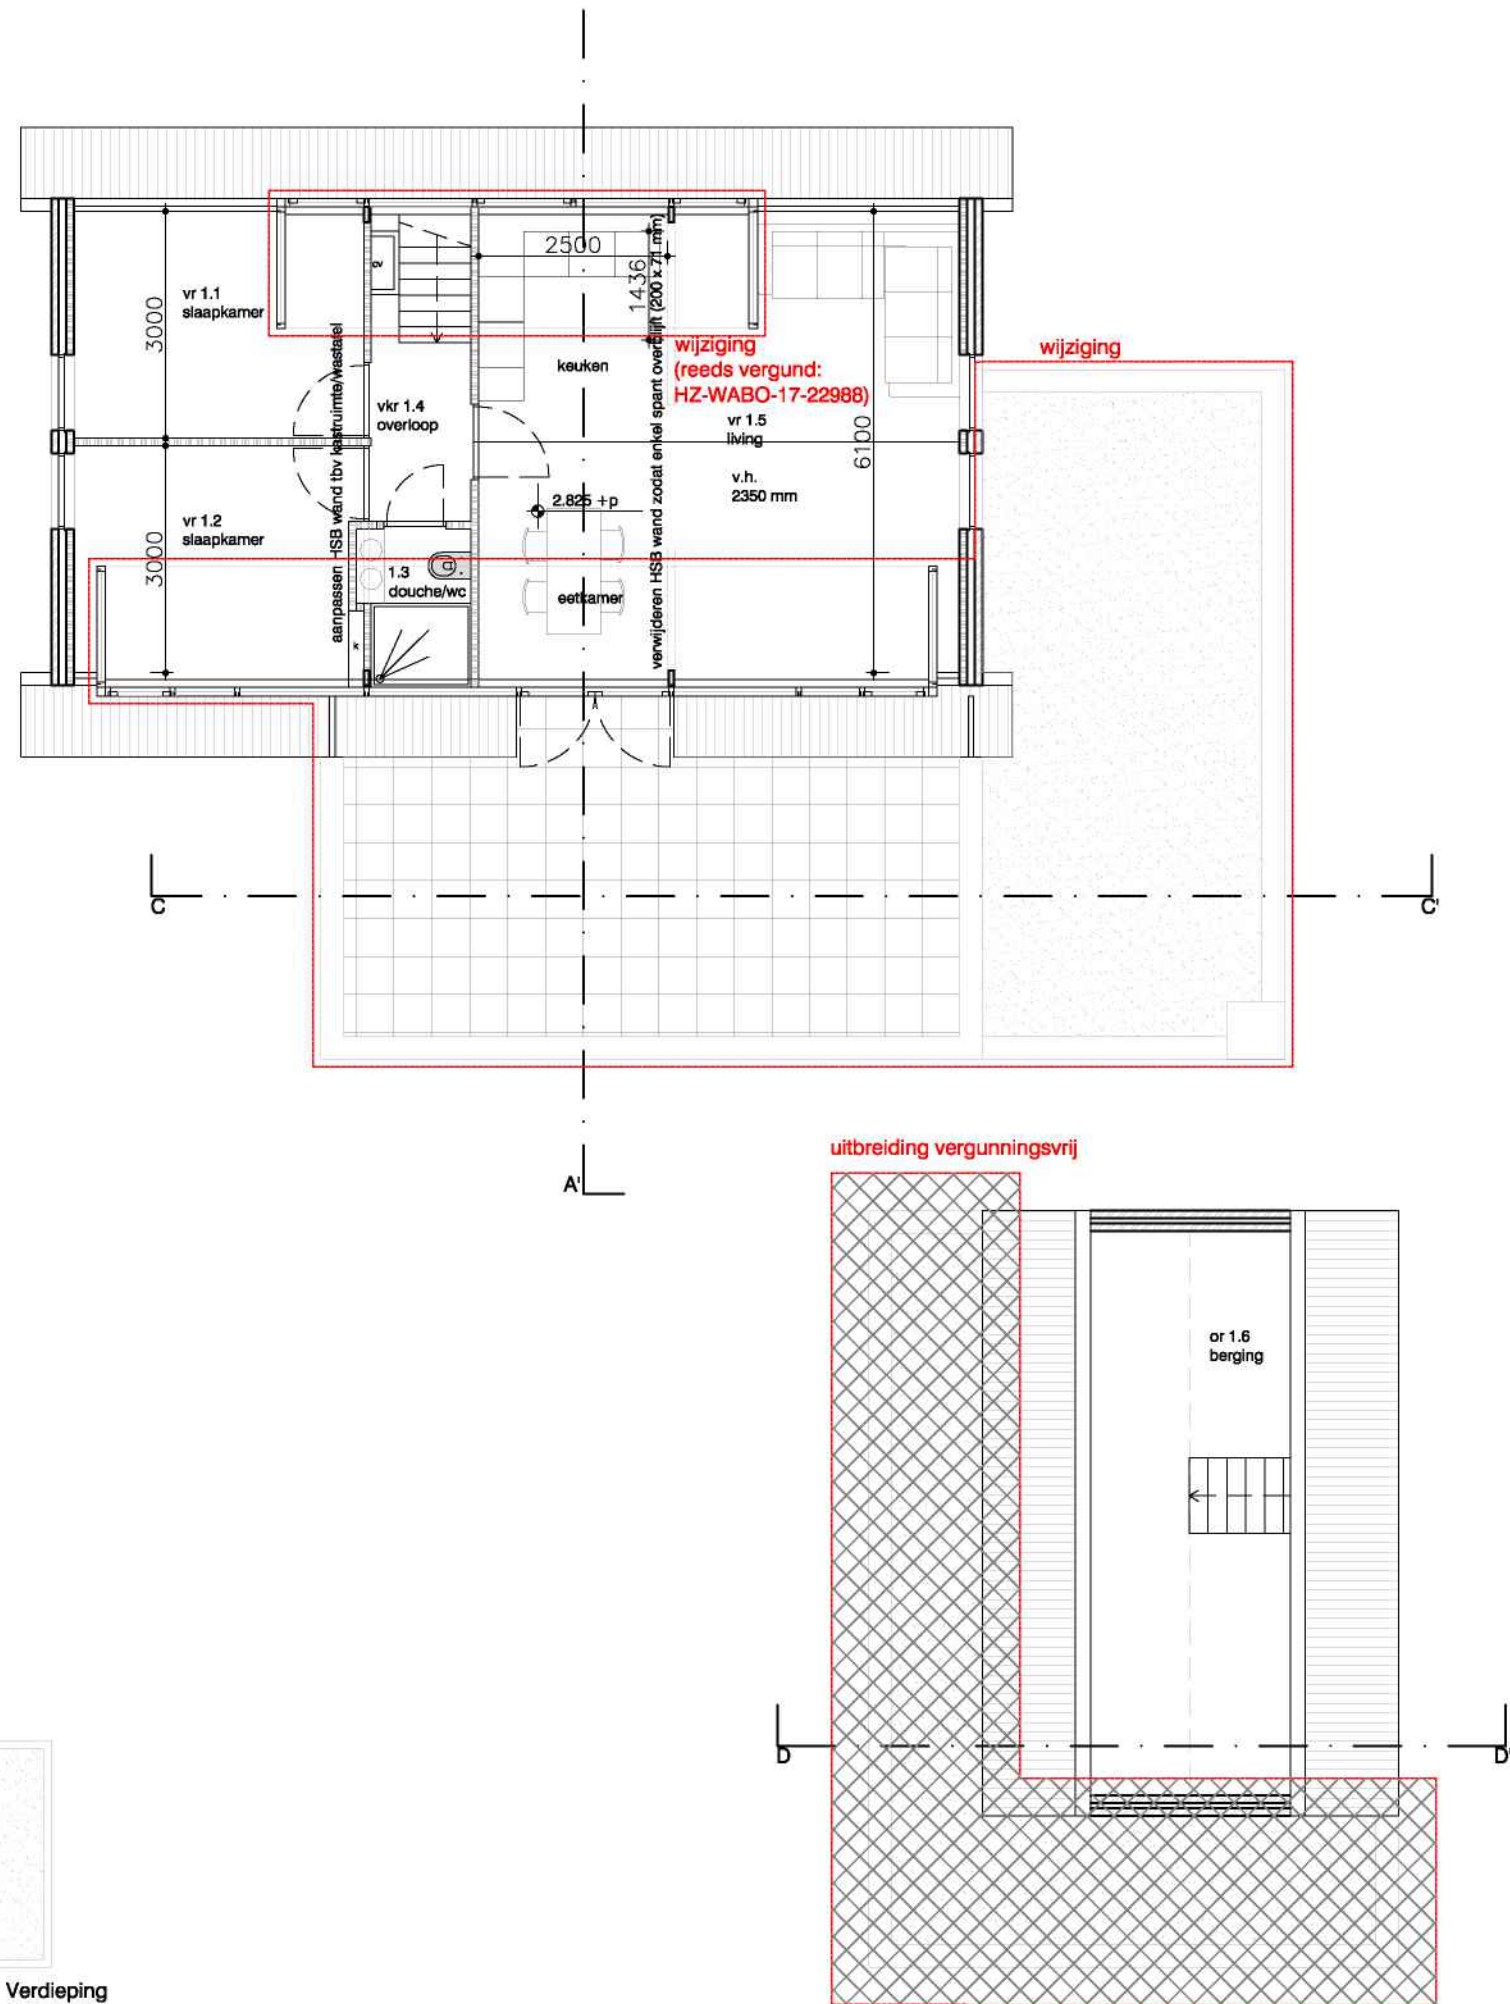 2500
1436
3000
vr 1.1
slaapkamer
cv
keuken
wijziging
(reeds vergund:
HZ-WABO-17-22988)
wijziging
vkr 1.4
overloop
vr 1.5
living
v.h.
2350 mm
6100
2.825 +p
vr 1.2
slaapkamer
3000
1.3
douche/wc
eetkamer
aanpassen HSB wand tbv kastruimte/wastafel
verwijderen HSB wand zodat enkel spant overblijft (200 x 71 mm)
C
C'
A'
uitbreiding vergunningsvrij
or 1.6
berging
D
D'
Verdieping